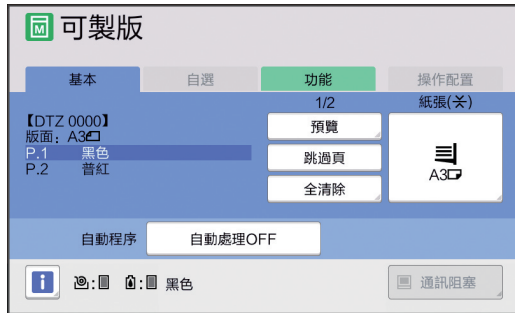 M 可製版
基本 自選 功能 操作配置
1/2 紙張(㐅)
【DTZ 0000】
版面：A3
P.1 黑色
P.2 普紅
預覽
跳過頁
全清除
A3
自動程序 自動處理OFF
i : : 黑色 通訊阻塞